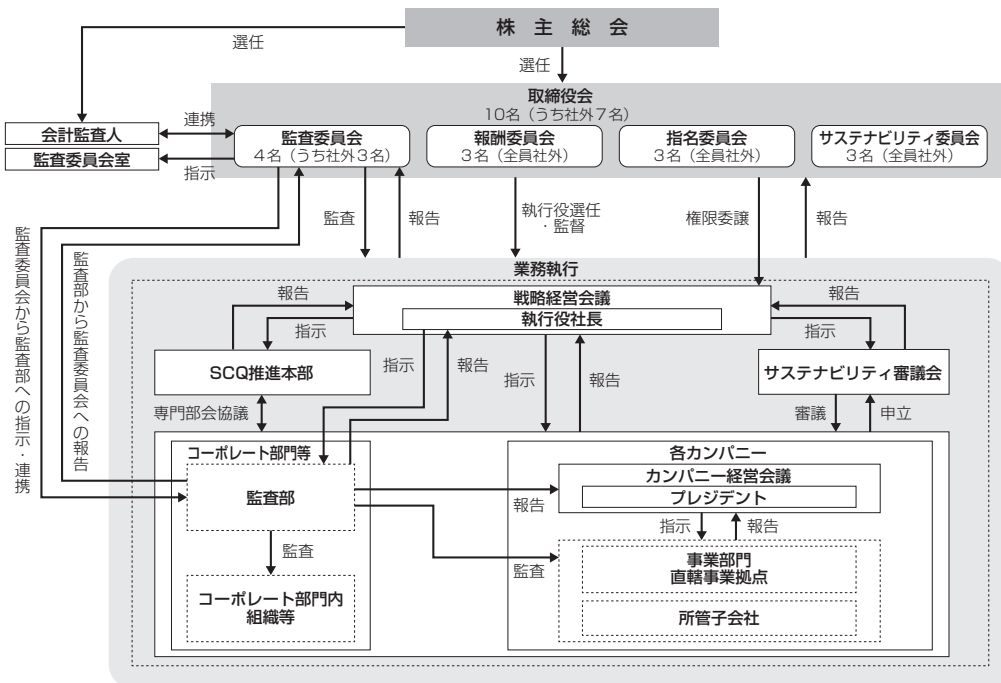 株主総会
選任
選任
取締役会
10名（うち社外7名）
会計監査人
連携
監査委員会室
指示
監査委員会
4名（うち社外3名）
報酬委員会
3名（全員社外）
指名委員会
3名（全員社外）
サステナビリティ委員会
3名（全員社外）
監査
報告
執行役選任
・監督
権限委譲
報告
監査委員会から監査部への指示・連携
監査部から監査委員会への報告
業務執行
戦略経営会議
執行役社長
報告
指示
報告
指示
SCQ推進本部
指示
報告
指示
報告
サステナビリティ審議会
専門部会協議
審議
申立
コーポレート部門等
監査部
監査
コーポレート部門内
組織等
報告
監査
各カンパニー
カンパニー経営会議
プレジデント
指示
報告
事業部門
直轄事業拠点
所管子会社